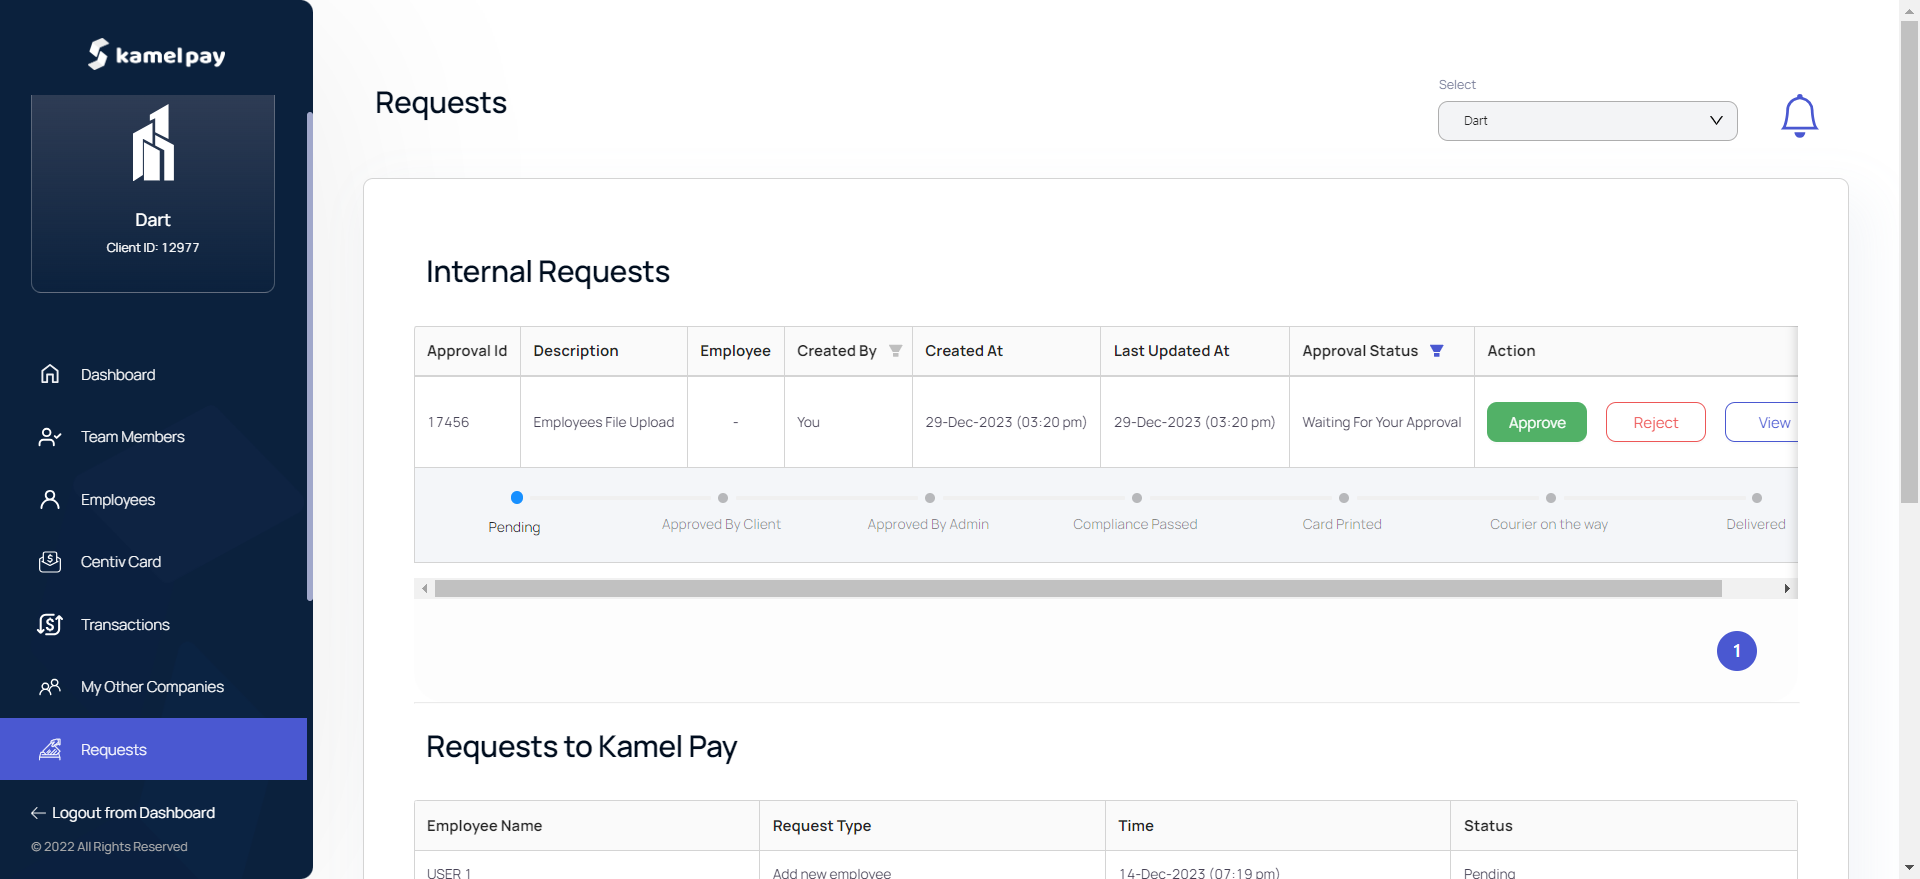 kamelpay
Dart
Client ID: 12977
Dashboard
Team Members
Employees
Centiv Card
Transactions
My Other Companies
Requests
Logout from Dashboard
© 2022 All Rights Reserved
Requests
Select
Dart
Internal Requests
Approval Id Description Employee Created By Created At Last Updated At Approval Status Action
17456 Employees File Upload - You 29-Dec-2023 (03:20 pm) 29-Dec-2023 (03:20 pm) Waiting For Your Approval Approve Reject View
Pending Approved By Client Approved By Admin Compliance Passed Card Printed Courier on the way Delivered
1
Requests to Kamel Pay
Employee Name Request Type Time Status
USER 1 Add new employee 14-Dec-2023 (07:19 pm) Pending